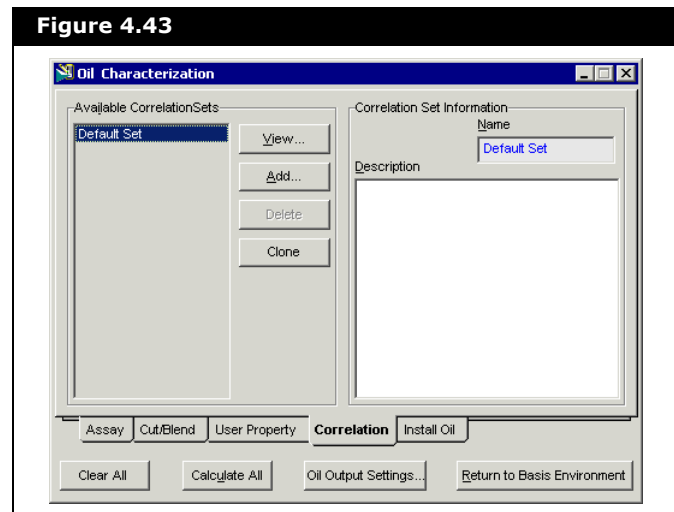 Figure 4.43
Oil Characterization
Available CorrelationSets
Default Set
View...
Add...
Delete
Clone
Correlation Set Information
Name
Default Set
Description
Assay Cut/Blend User Property Correlation Install Oil
Clear All Calculate All Oil Output Settings... Return to Basis Environment